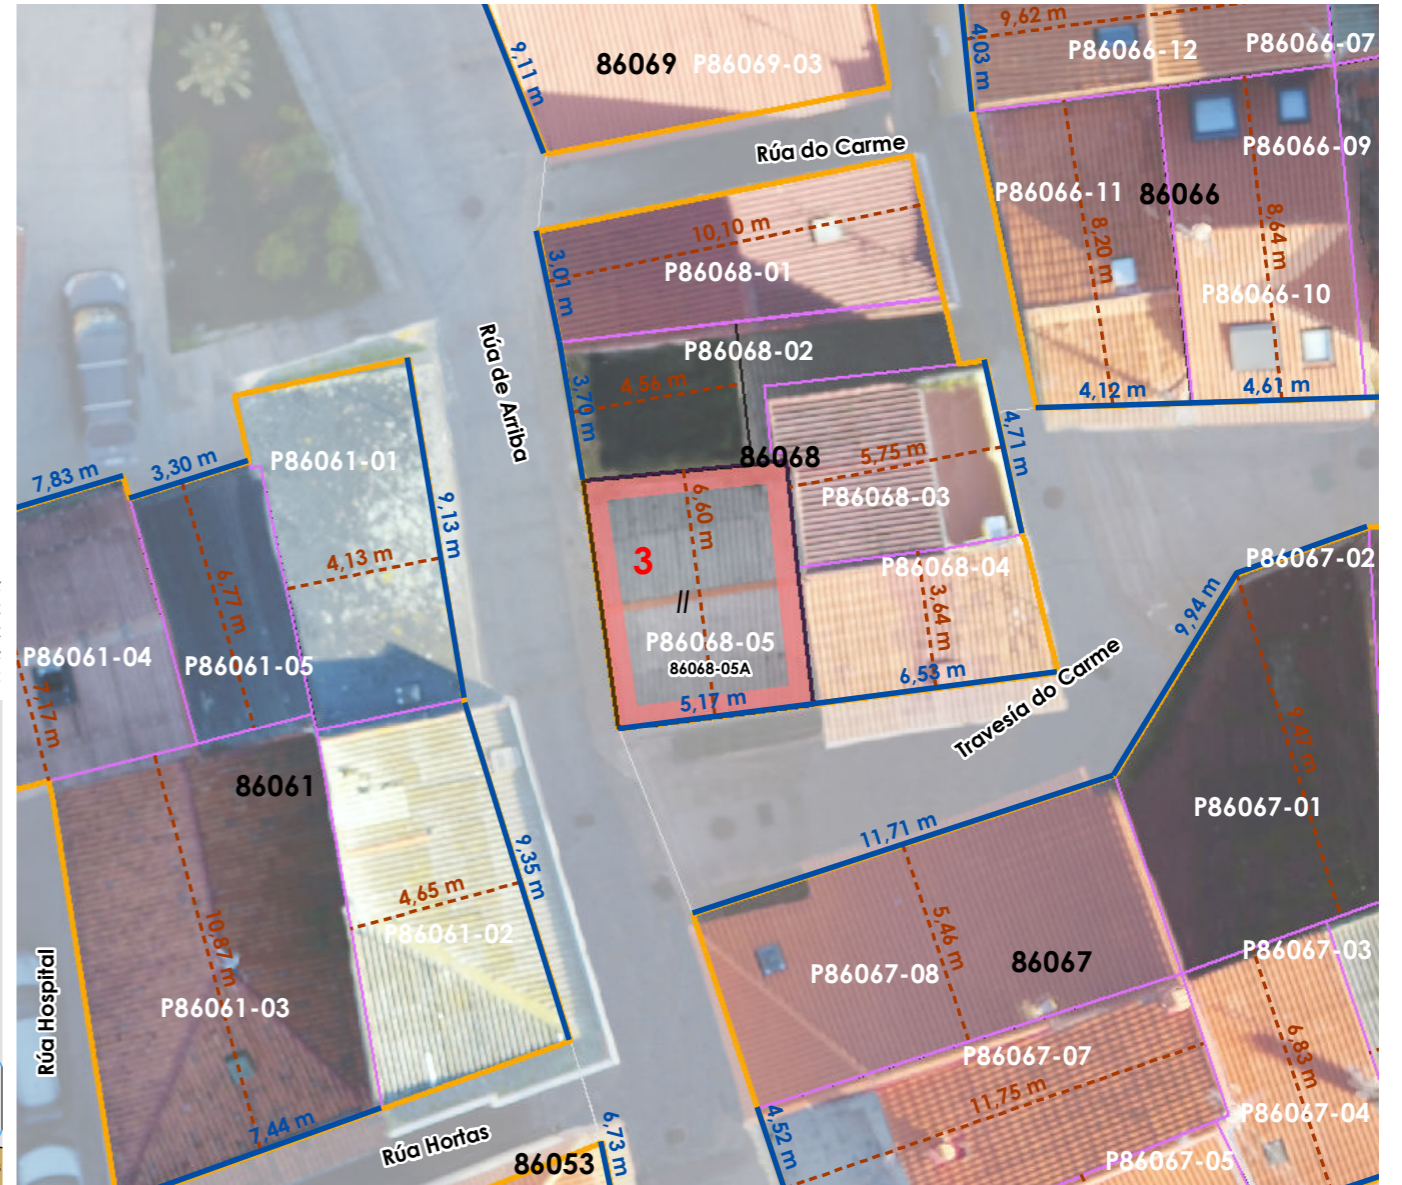 9,62 m
4,03 m
9,11 m
86069
P86069-03
P86066-12
P86066-07
Rúa do Carme
P86066-09
P86066-11
86066
8,20 m
8,64 m
10,10 m
3,01 m
P86068-01
P86066-10
Rúa de Arriba
P86068-02
4,56 m
3,70 m
4,12 m
4,61 m
4,71 m
86068
5,75 m
P86068-03
7,83 m
3,30 m
P86061-01
9,13 m
6,60 m
4,13 m
3
P86068-04
P86067-02
6,77 m
//
3,64 m
9,94 m
P86068-05
86068-05A
P86061-04
P86061-05
7,17 m
5,17 m
6,53 m
Travesía do Carme
9,47 m
86061
P86067-01
11,71 m
9,35 m
4,65 m
P86061-02
10,87 m
5,46 m
P86067-08
86067
P86067-03
P86061-03
Rúa Hospital
P86067-07
6,83 m
11,75 m
7,44 m
Rúa Hortas
6,73 m
4,52 m
P86067-04
86053
P86067-05